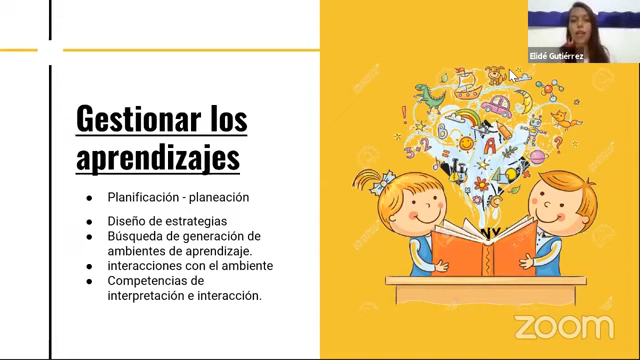 Elidé Gutiérrez
Gestionar los
aprendizajes
● Planificación - planeación
● Diseño de estrategias
● Búsqueda de generación de
ambientes de aprendizaje.
● interacciones con el ambiente
● Competencias de
interpretación e interacción.
zoom